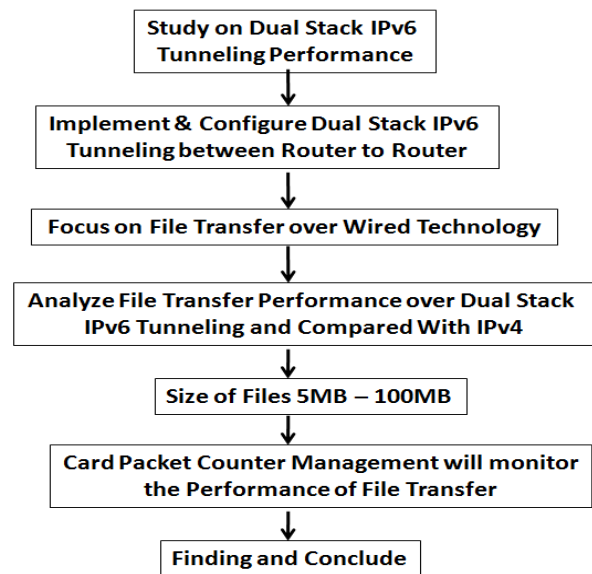 Study on Dual Stack IPv6
Tunneling Performance
Implement & Configure Dual Stack IPv6
Tunneling between Router to Router
Focus on File Transfer over Wired Technology
Analyze File Transfer Performance over Dual Stack
IPv6 Tunneling and Compared With IPv4
Size of Files 5MB – 100MB
Card Packet Counter Management will monitor
the Performance of File Transfer
Finding and Conclude